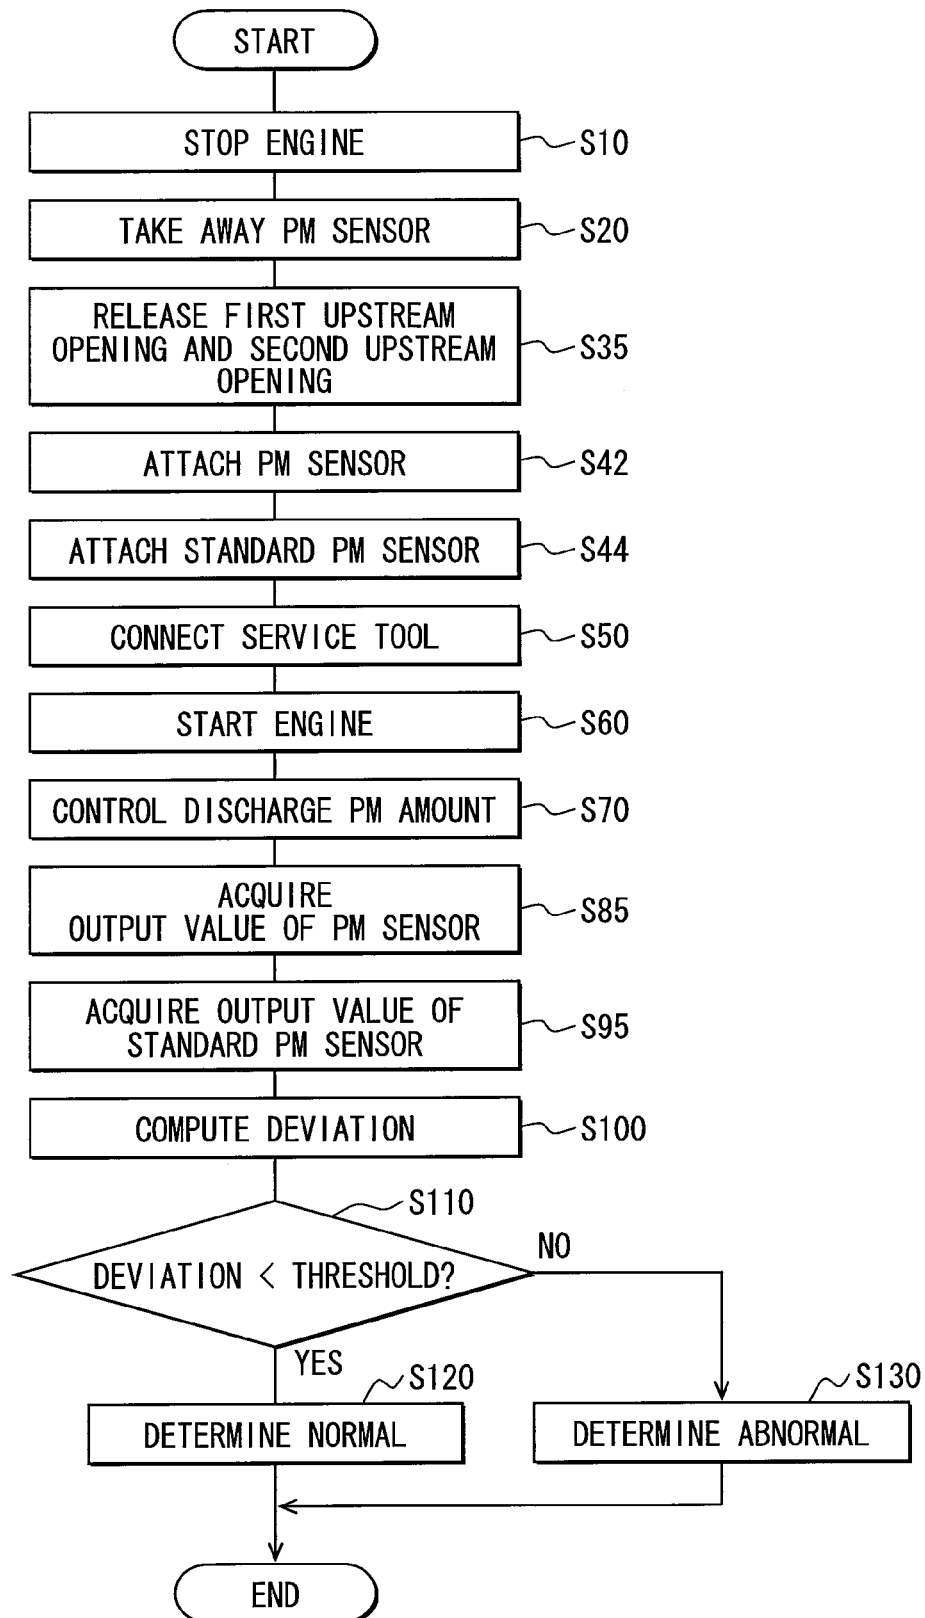 START
STOP ENGINE
S10
TAKE AWAY PM SENSOR
S20
RELEASE FIRST UPSTREAM
OPENING AND SECOND UPSTREAM
OPENING
S35
ATTACH PM SENSOR
S42
ATTACH STANDARD PM SENSOR
S44
CONNECT SERVICE TOOL
S50
START ENGINE
S60
CONTROL DISCHARGE PM AMOUNT
S70
ACQUIRE
OUTPUT VALUE OF PM SENSOR
S85
ACQUIRE OUTPUT VALUE OF
STANDARD PM SENSOR
S95
COMPUTE DEVIATION
S100
S110
DEVIATION < THRESHOLD?
NO
YES
S120
DETERMINE NORMAL
S130
DETERMINE ABNORMAL
END